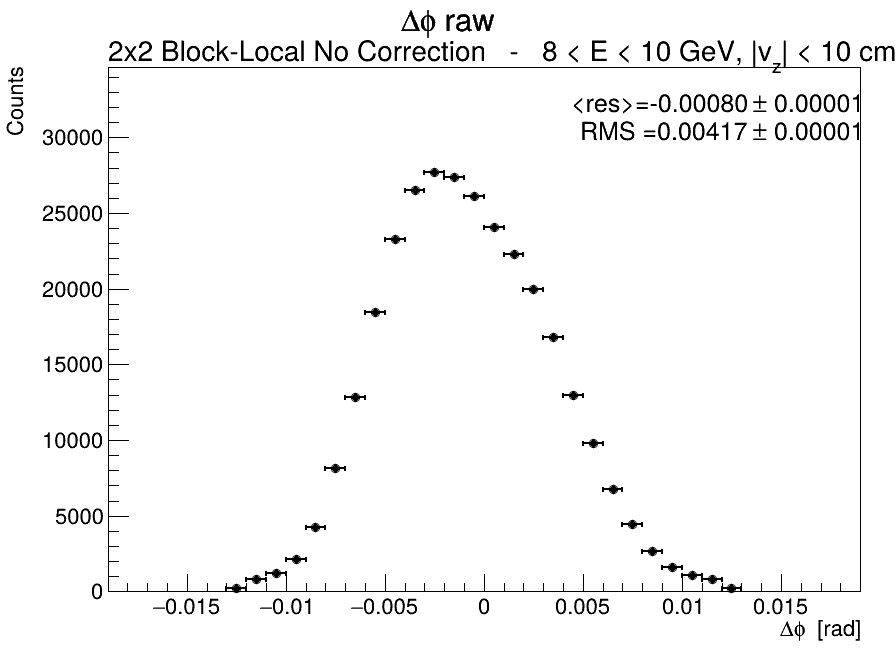 Δϕ raw
2x2 Block-Local No Correction - 8 < E < 10 GeV, |v_z| < 10 cm
<res>=-0.00080 ± 0.00001
RMS =0.00417 ± 0.00001
Counts
30000
25000
20000
15000
10000
5000
0
−0.015 −0.01 −0.005 0 0.005 0.01 0.015
Δϕ [rad]